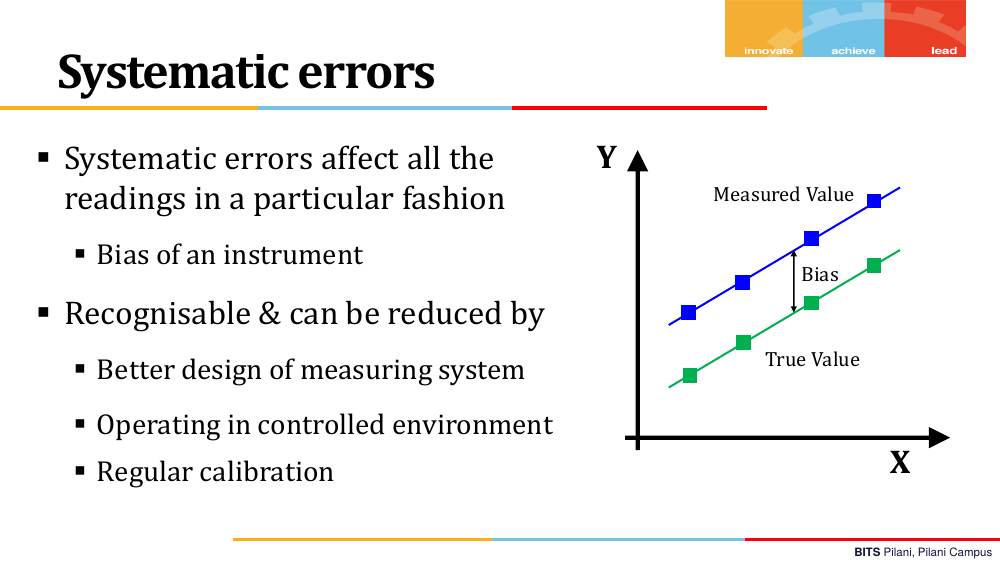 innovate achieve lead
Systematic errors
▪ Systematic errors affect all the
readings in a particular fashion
▪ Bias of an instrument
▪ Recognisable & can be reduced by
▪ Better design of measuring system
▪ Operating in controlled environment
▪ Regular calibration
Y
Measured Value
Bias
True Value
X
BITS Pilani, Pilani Campus